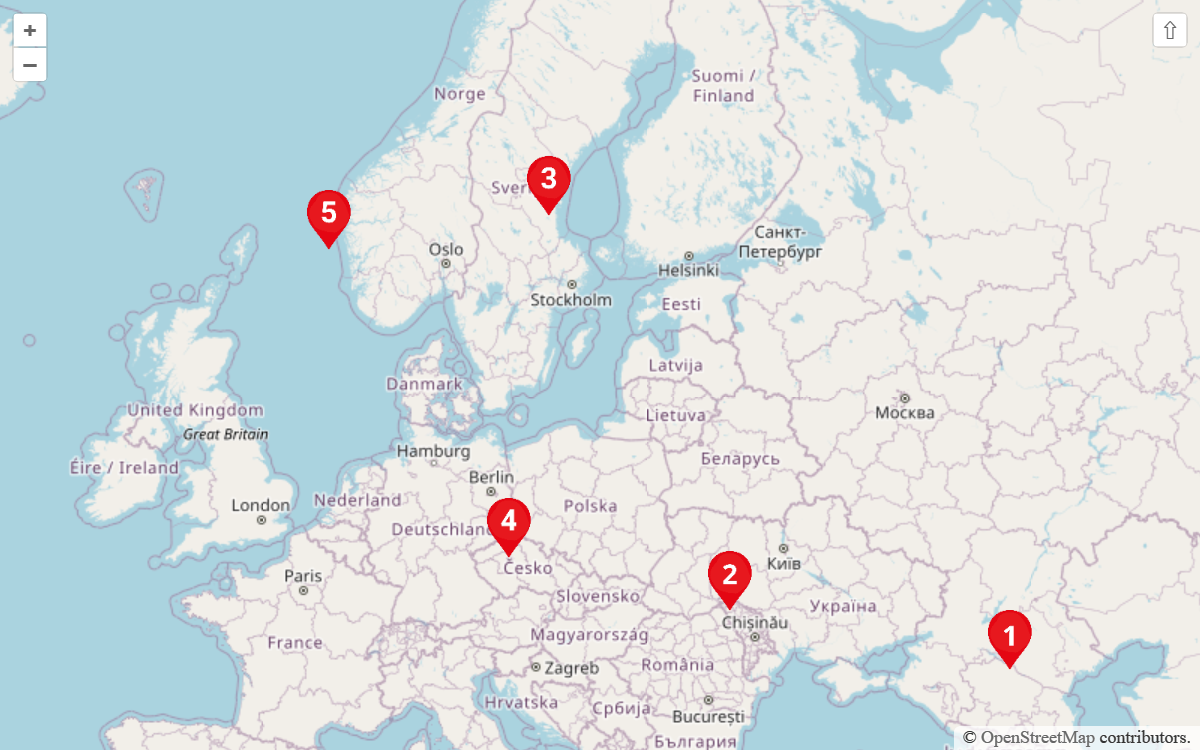 +
−
⇧
Suomi /
Finland
Norge
3
Sver
5
Санкт-
Петербург
Oslo
Helsinki
Stockholm
Eesti
Latvija
Danmark
Москва
United Kingdom
Lietuva
Great Britain
Hamburg
Беларусь
Éire / Ireland
Berlin
Nederland
London
Polska
4
Deutschland
Київ
Česko
2
Paris
Slovensko
Україна
Chișinău
1
Magyarország
France
România
Zagreb
Hrvatska
Србија
București
България
© OpenStreetMap contributors.